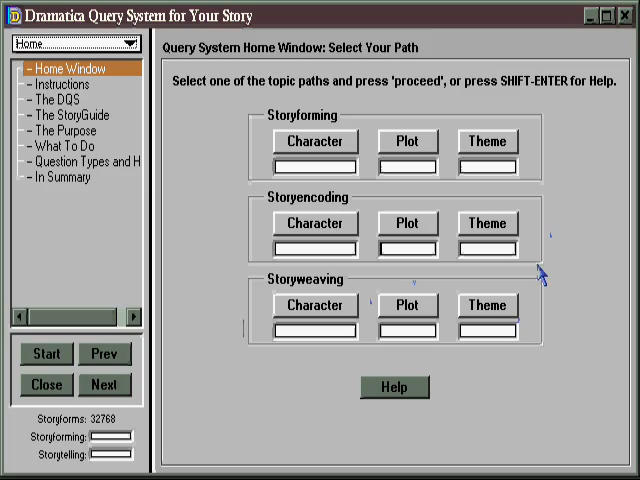 Dramatica Query System for Your Story
Home
Home Window
Instructions
The DQS
The StoryGuide
The Purpose
What To Do
Question Types and H
In Summary
Start
Prev
Close
Next
Storyforms: 32768
Storyforming:
Storytelling:
Query System Home Window: Select Your Path
Select one of the topic paths and press 'proceed', or press SHIFT-ENTER for Help.
Storyforming
Character Plot Theme
Storyencoding
Character Plot Theme
Storyweaving
Character Plot Theme
Help